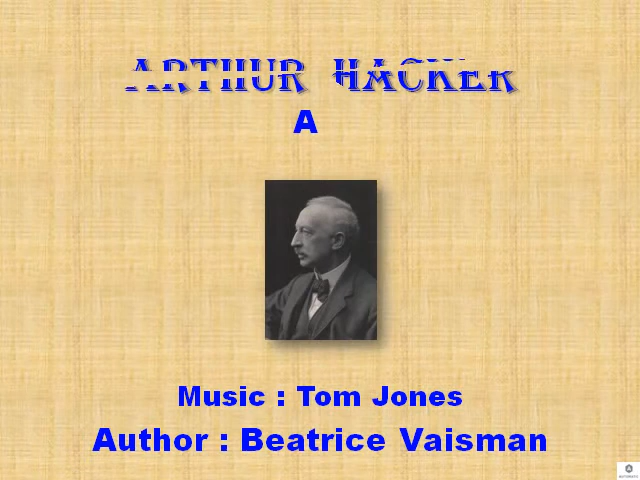 ARTHUR HACKER
A
Music : Tom Jones
Author : Beatrice Vaisman